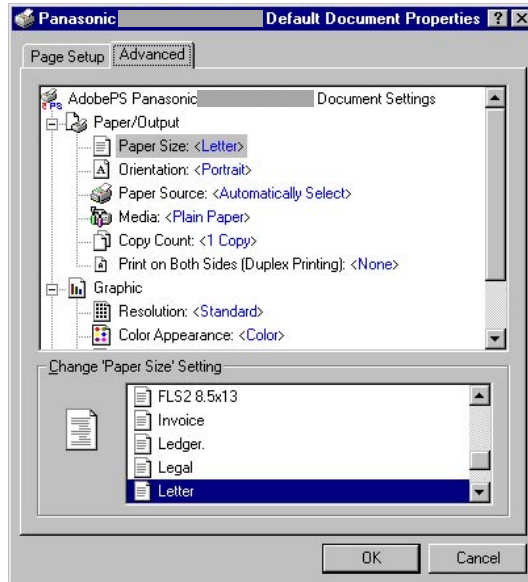 Panasonic Default Document Properties
Page Setup Advanced
AdobePS Panasonic Document Settings
Paper/Output
Paper Size: <Letter>
Orientation: <Portrait>
Paper Source: <Automatically Select>
Media: <Plain Paper>
Copy Count: <1 Copy>
Print on Both Sides (Duplex Printing): <None>
Graphic
Resolution: <Standard>
Color Appearance: <Color>
Change 'Paper Size' Setting
FLS2 8.5x13
Invoice
Ledger.
Legal
Letter
OK Cancel